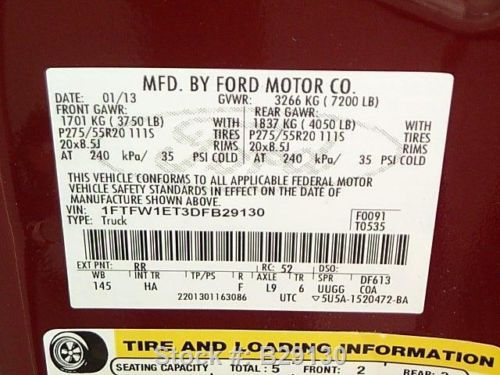 MFD. BY FORD MOTOR CO.
DATE: 01/13 GVWR: 3266 KG (7200 LB)
FRONT GAWR: REAR GAWR:
1701 KG (3750 LB) WITH 1837 KG (4050 LB) WITH
P275/55R20 111S TIRES P275/55R20 111S TIRES
20x8.5J RIMS 20x8.5J RIMS
AT 240 kPa/ 35 PSI COLD AT 240 kPa/ 35 PSI COLD
THIS VEHICLE CONFORMS TO ALL APPLICABLE FEDERAL MOTOR
VEHICLE SAFETY STANDARDS IN EFFECT ON THE DATE OF
MANUFACTURE SHOWN ABOVE.
VIN: 1FTFW1ET3DFB29130 F0091
TYPE: Truck T0535
EXT PNT: RR RC: 52 DSO:
WB INT TR TP/PS R AXLE TR SPR DF613
145 HA F L9 6 UUGG COA
2201301163086 UTC 5U5A-1520472-BA
TIRE AND LOADING INFORMATION
Stock #: B29130
SEATING CAPACITY TOTAL: 5 FRONT: 2 REAR: 3